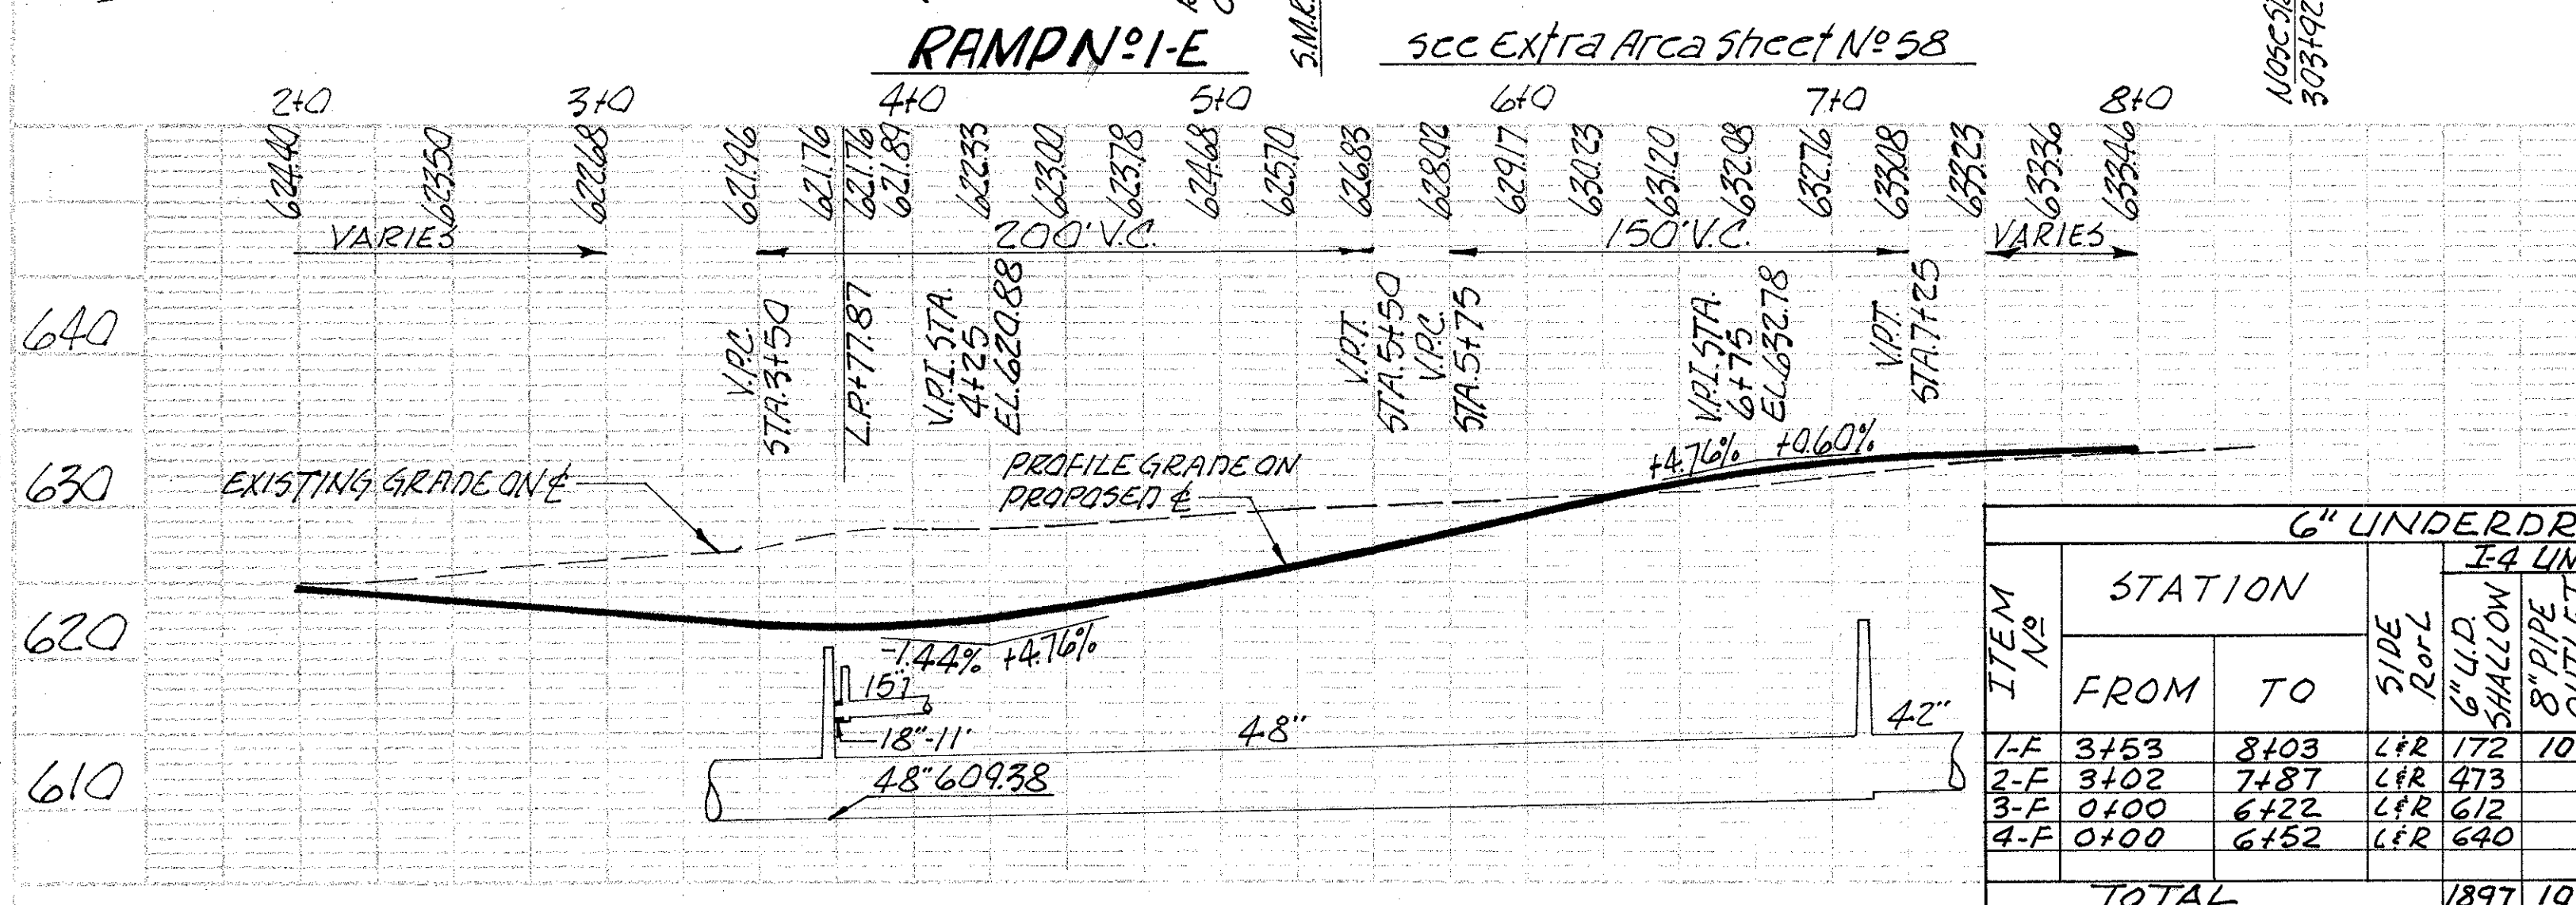 RAMP Nº 1-E
S.M.R.
see Extra Area Sheet Nº 58
303+92
2+0 3+0 4+0 5+0 6+0 7+0 8+0
624.40 623.50 622.68 621.96 621.76 621.76 621.89 622.33 623.00 623.78 624.68 625.70 626.83 628.02 629.17 630.23 631.20 632.08 632.76 633.08 633.23 633.36 633.46
VARIES
200' V.C.
150' V.C.
VARIES
V.P.C.
STA. 3+50
L.P. +77.87
V.P.I. STA.
4+25
EL. 620.88
V.P.T.
STA. 5+50
V.P.C.
STA. 5+75
V.P.I. STA.
6+75
EL. 632.78
V.P.T.
STA. 7+25
640
630
620
610
EXISTING GRADE ON ℄
PROFILE GRADE ON
PROPOSED ℄
+4.76% +0.60%
-1.44% +4.76%
18"-11'
48"
42"
48" 609.38
6" UNDERDR
I-4 UN
ITEM Nº
STATION
SIDE R or L
6" U.D. SHALLOW
8" PIPE
FROM TO
1-F 3+53 8+03 L&R 172 10
2-F 3+02 7+87 L&R 473
3-F 0+00 6+22 L&R 612
4-F 0+00 6+52 L&R 640
TOTAL 1897 10